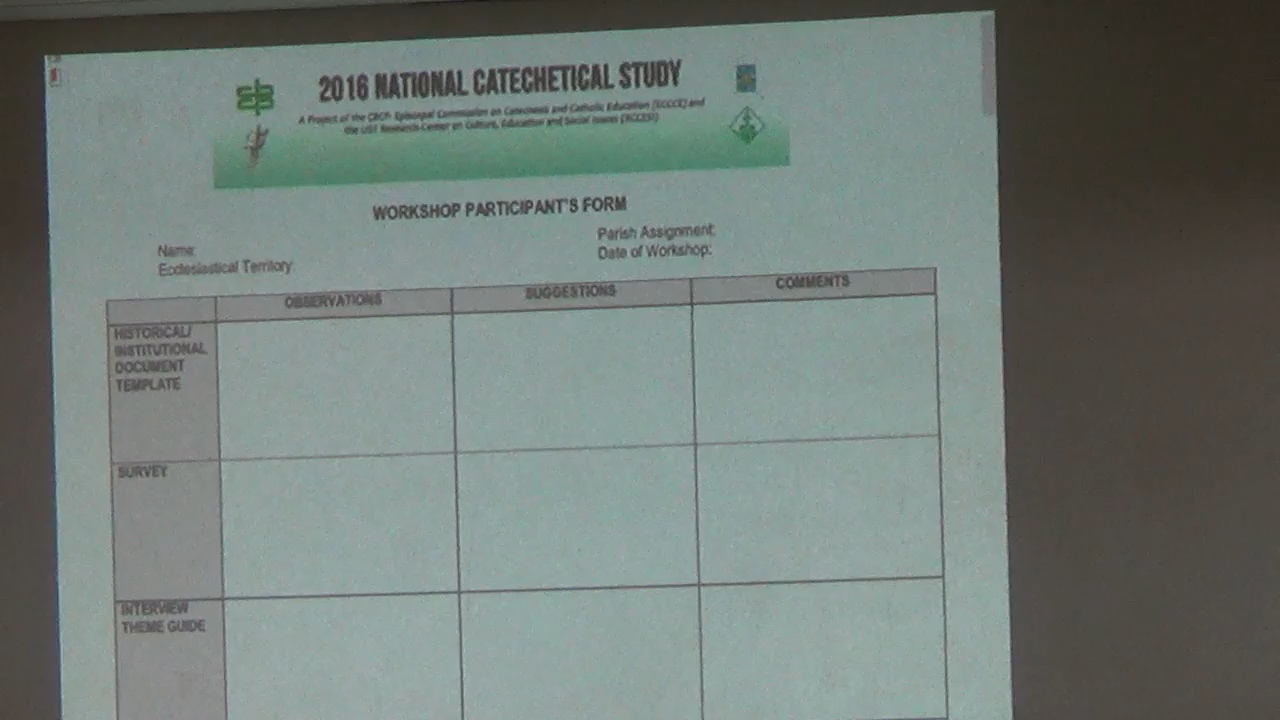 2016 NATIONAL CATECHETICAL STUDY
A Project of the CBCP- Episcopal Commission on Catechesis and Catholic Education (ECCCE) and
the UST Research Center on Culture, Education and Social Issues (RCCESI)
WORKSHOP PARTICIPANT'S FORM
Name:
Parish Assignment:
Ecclesiastical Territory:
Date of Workshop:
OBSERVATIONS
SUGGESTIONS
COMMENTS
HISTORICAL/
INSTITUTIONAL
DOCUMENT
TEMPLATE
SURVEY
INTERVIEW
THEME GUIDE